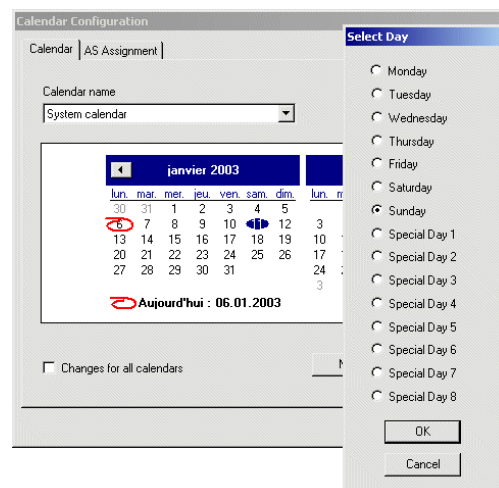 Calendar Configuration
Calendar
AS Assignment
Calendar name
System calendar
janvier 2003
lun. mar. mer. jeu. ven. sam. dim.
30 31 1 2 3 4 5
6 7 8 9 10 11 12
13 14 15 16 17 18 19
20 21 22 23 24 25 26
27 28 29 30 31
lun.
3
10
17
24
3
Aujourd'hui : 06.01.2003
Changes for all calendars
Select Day
Monday
Tuesday
Wednesday
Thursday
Friday
Saturday
Sunday
Special Day 1
Special Day 2
Special Day 3
Special Day 4
Special Day 5
Special Day 6
Special Day 7
Special Day 8
OK
Cancel